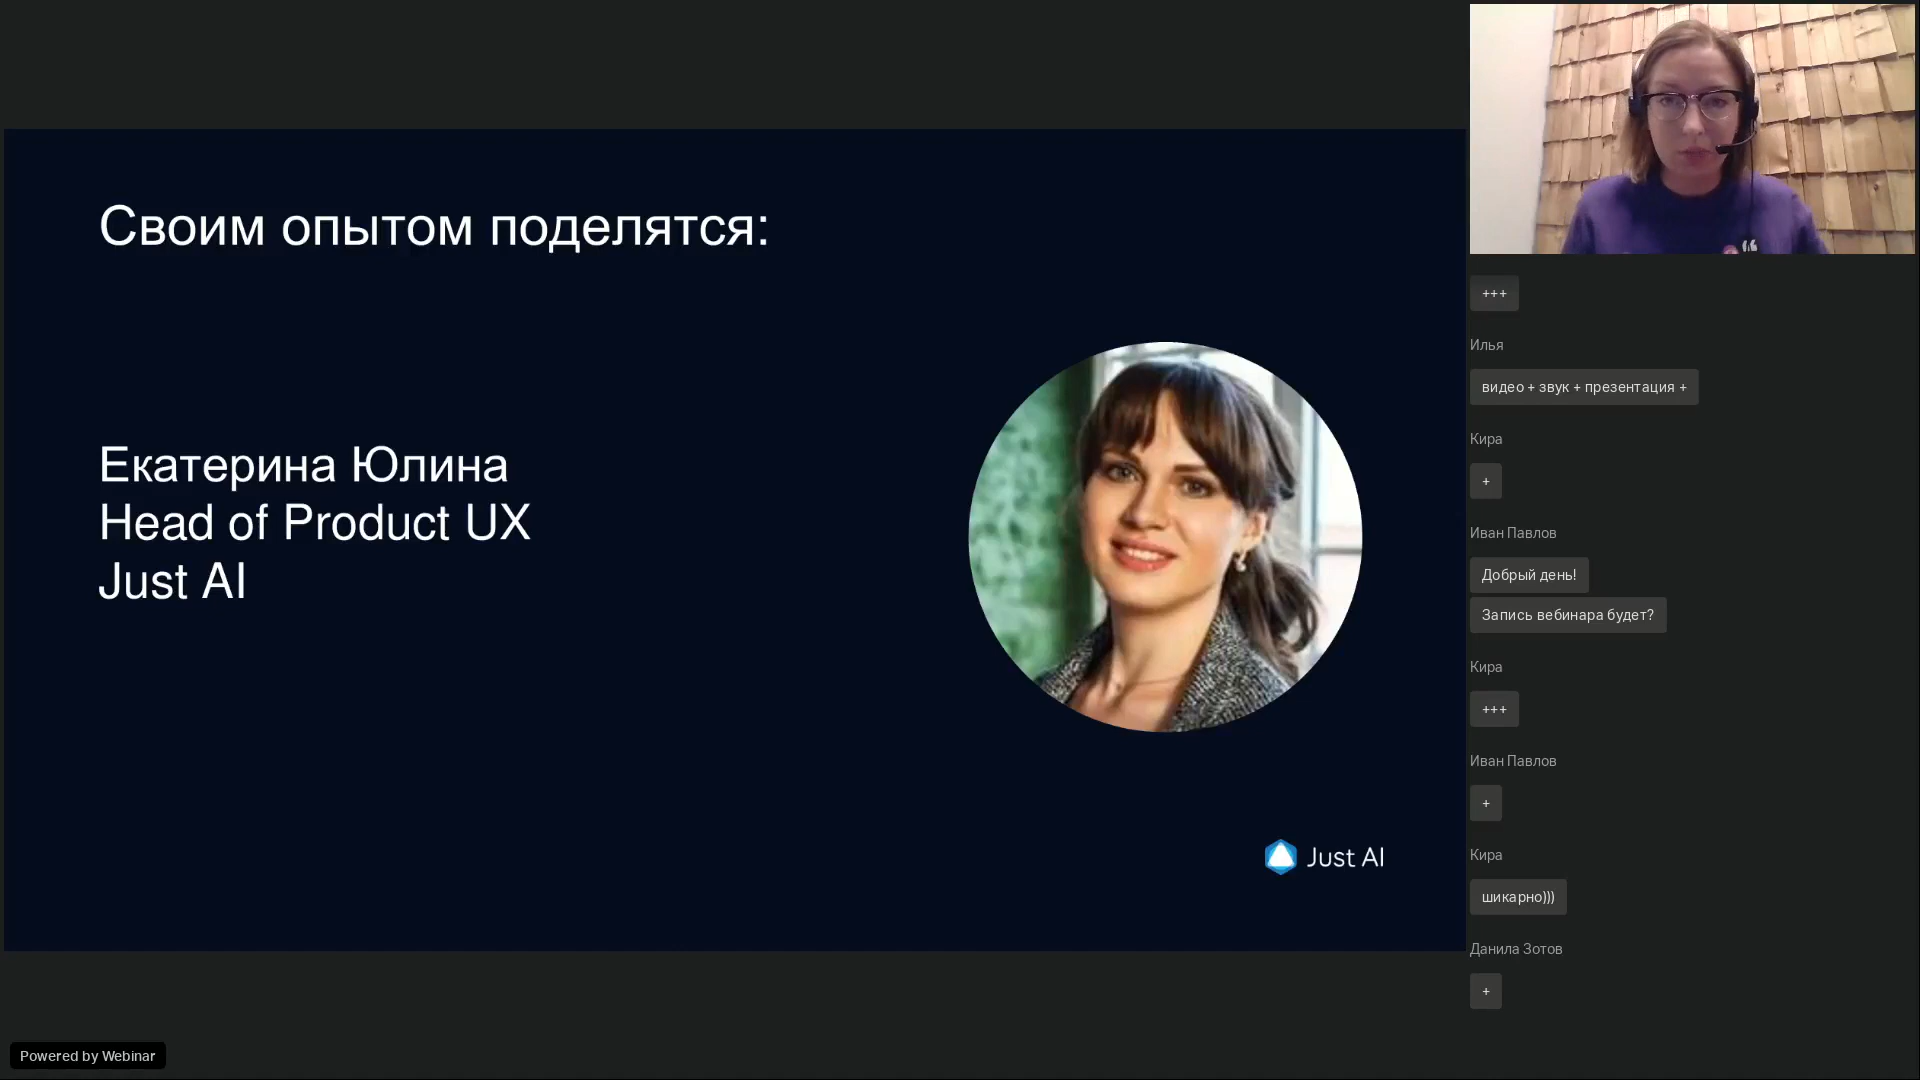 Своим опытом поделятся:
Екатерина Юлина
Head of Product UX
Just AI
Just AI
+++
Илья
видео + звук + презентация +
Кира
+
Иван Павлов
Добрый день!
Запись вебинара будет?
Кира
+++
Иван Павлов
+
Кира
шикарно)))
Данила Зотов
+
Powered by Webinar